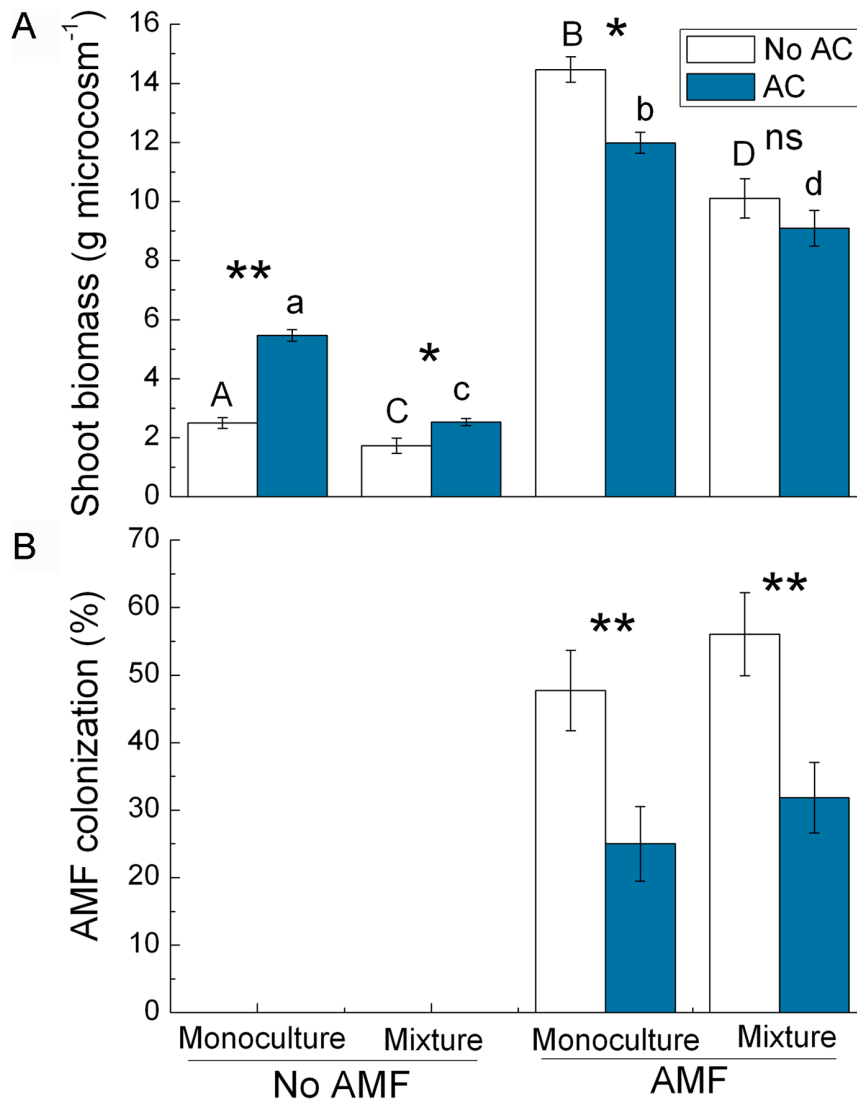 A
Shoot biomass (g microcosm⁻¹)
16
14
12
10
8
6
4
2
0
No AC
AC
A
**
a
C
*
c
B
*
b
D
ns
d
B
AMF colonization (%)
70
60
50
40
30
20
10
0
**
**
Monoculture Mixture Monoculture Mixture
No AMF AMF